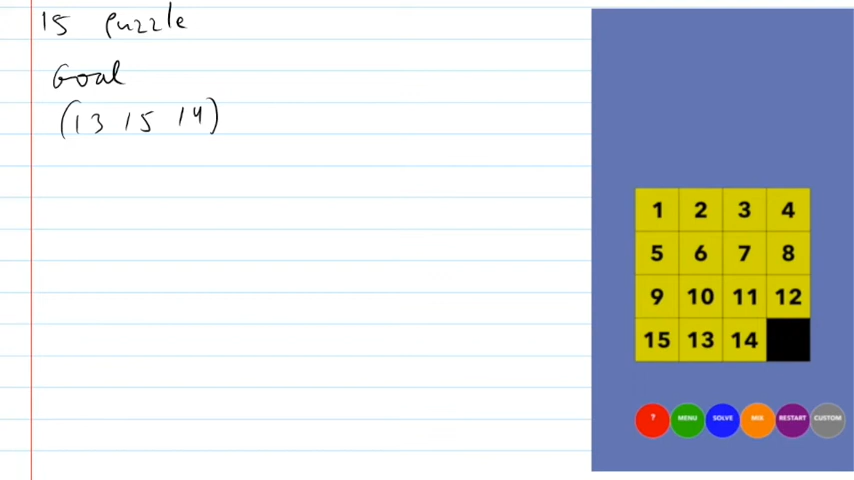 15 puzzle
Goal
(13 15 14)
1 2 3 4
5 6 7 8
9 10 11 12
15 13 14
? MENU SOLVE MIX RESTART CUSTOM